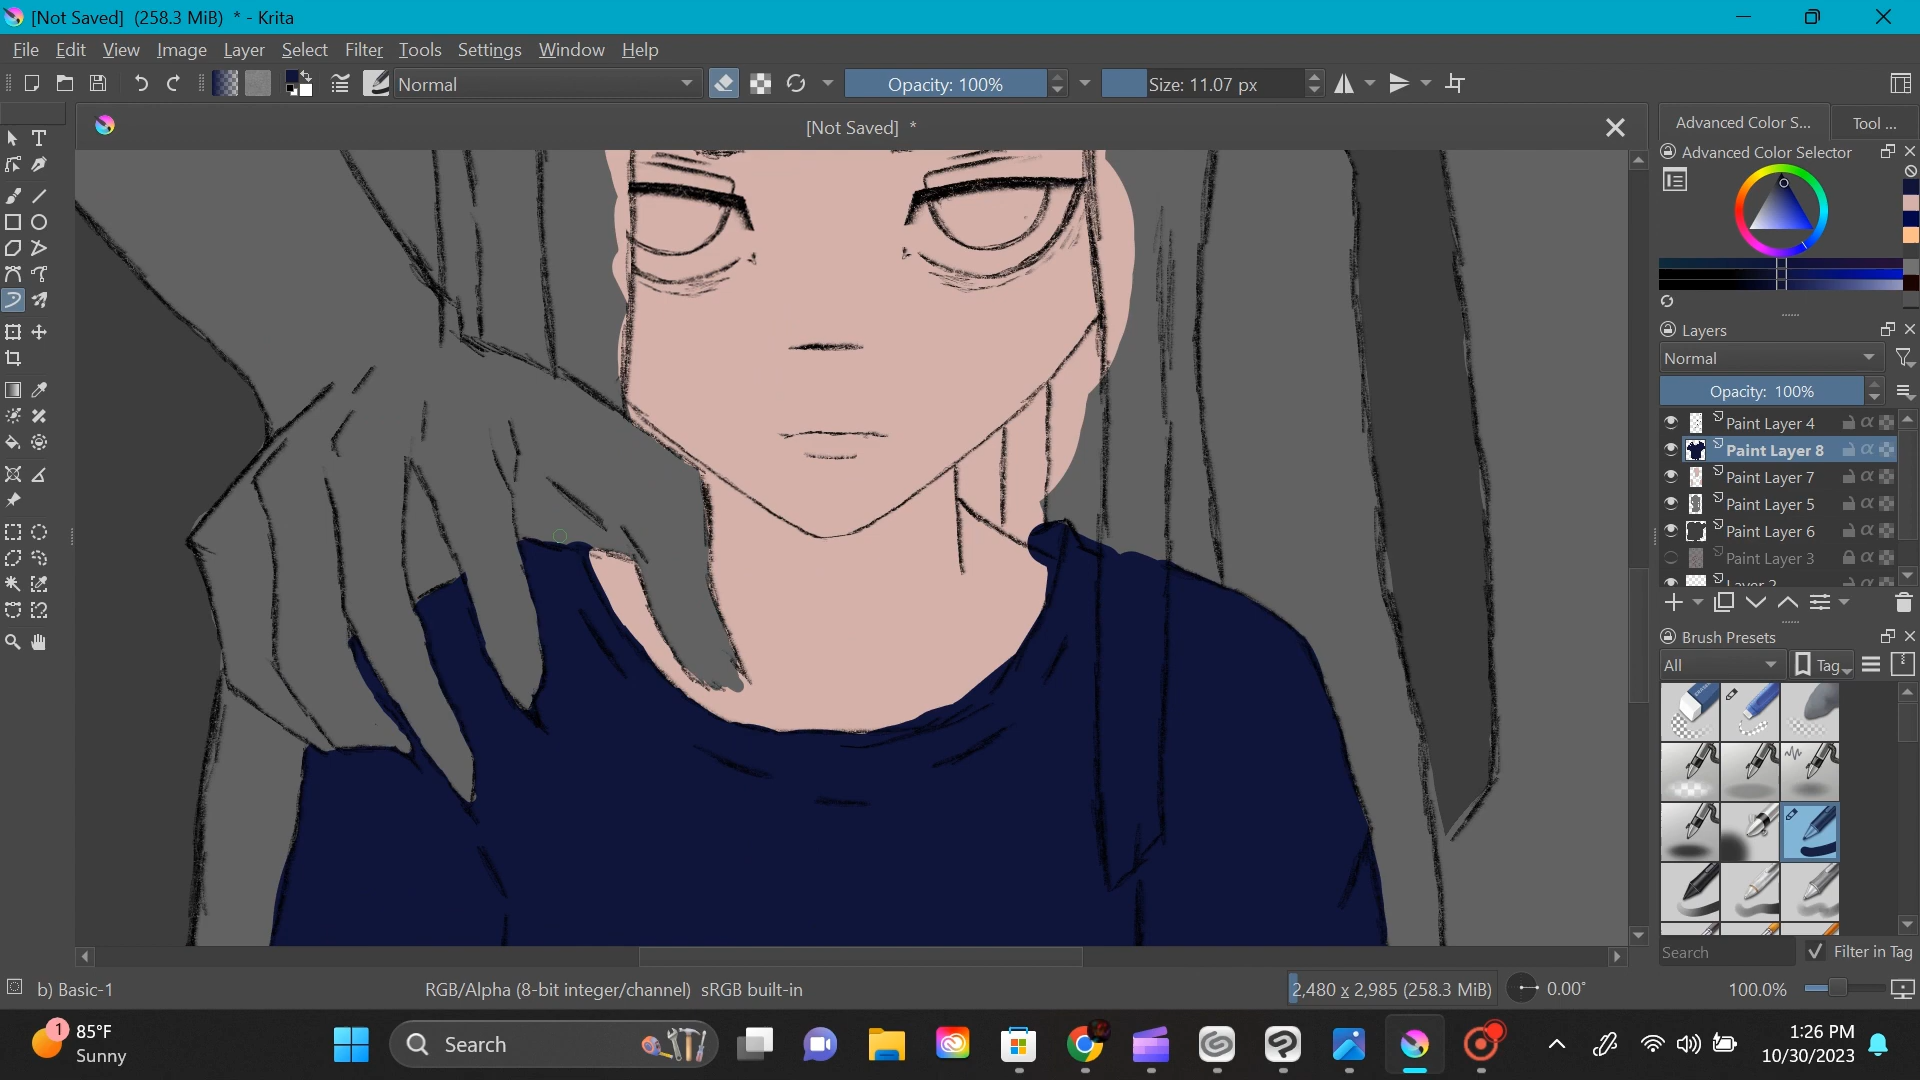 [Not Saved] (258.3 MiB) * - Krita
File Edit View Image Layer Select Filter Tools Settings Window Help
Normal Opacity: 100% Size: 11.07 px
[Not Saved] *
Advanced Color S... Tool ...
Advanced Color Selector
Layers
Normal
Opacity: 100%
Paint Layer 4
Paint Layer 8
Paint Layer 7
Paint Layer 5
Paint Layer 6
Paint Layer 3
Layer 2
Brush Presets
All Tag
Search Filter in Tag
b) Basic-1 RGB/Alpha (8-bit integer/channel) sRGB built-in 2,480 x 2,985 (258.3 MiB) 0.00° 100.0%
1 85°F
Sunny
Search
1:26 PM
10/30/2023